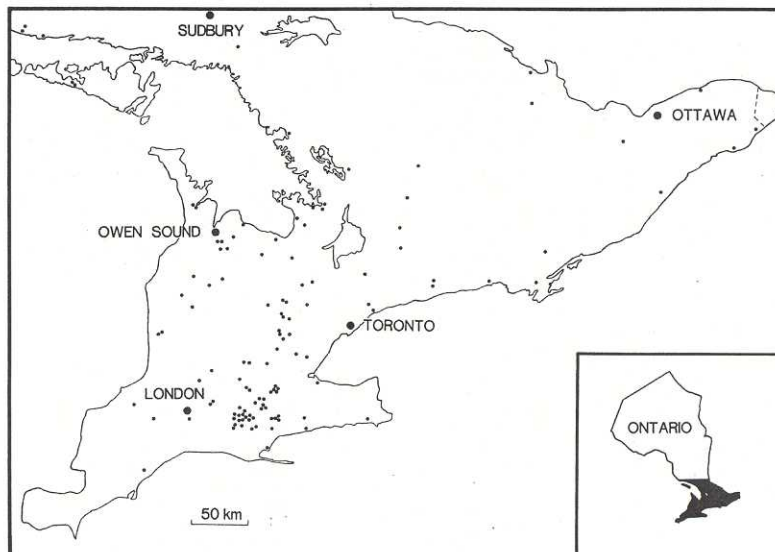 SUDBURY
OTTAWA
OWEN SOUND
TORONTO
LONDON
ONTARIO
50 km